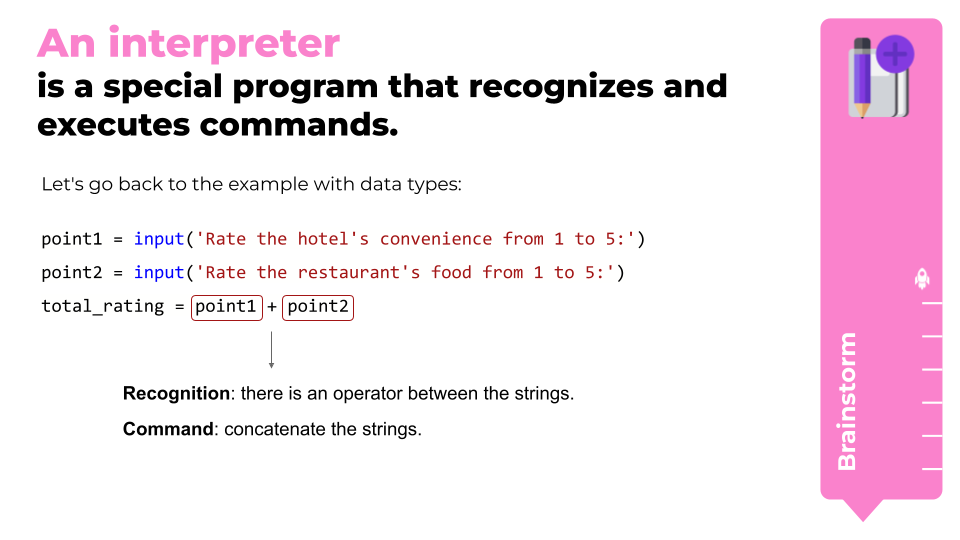 An interpreter
is a special program that recognizes and
executes commands.
Let's go back to the example with data types:
point1 = input('Rate the hotel's convenience from 1 to 5:')
point2 = input('Rate the restaurant's food from 1 to 5:')
total_rating = point1 + point2
Recognition: there is an operator between the strings.
Command: concatenate the strings.
Brainstorm